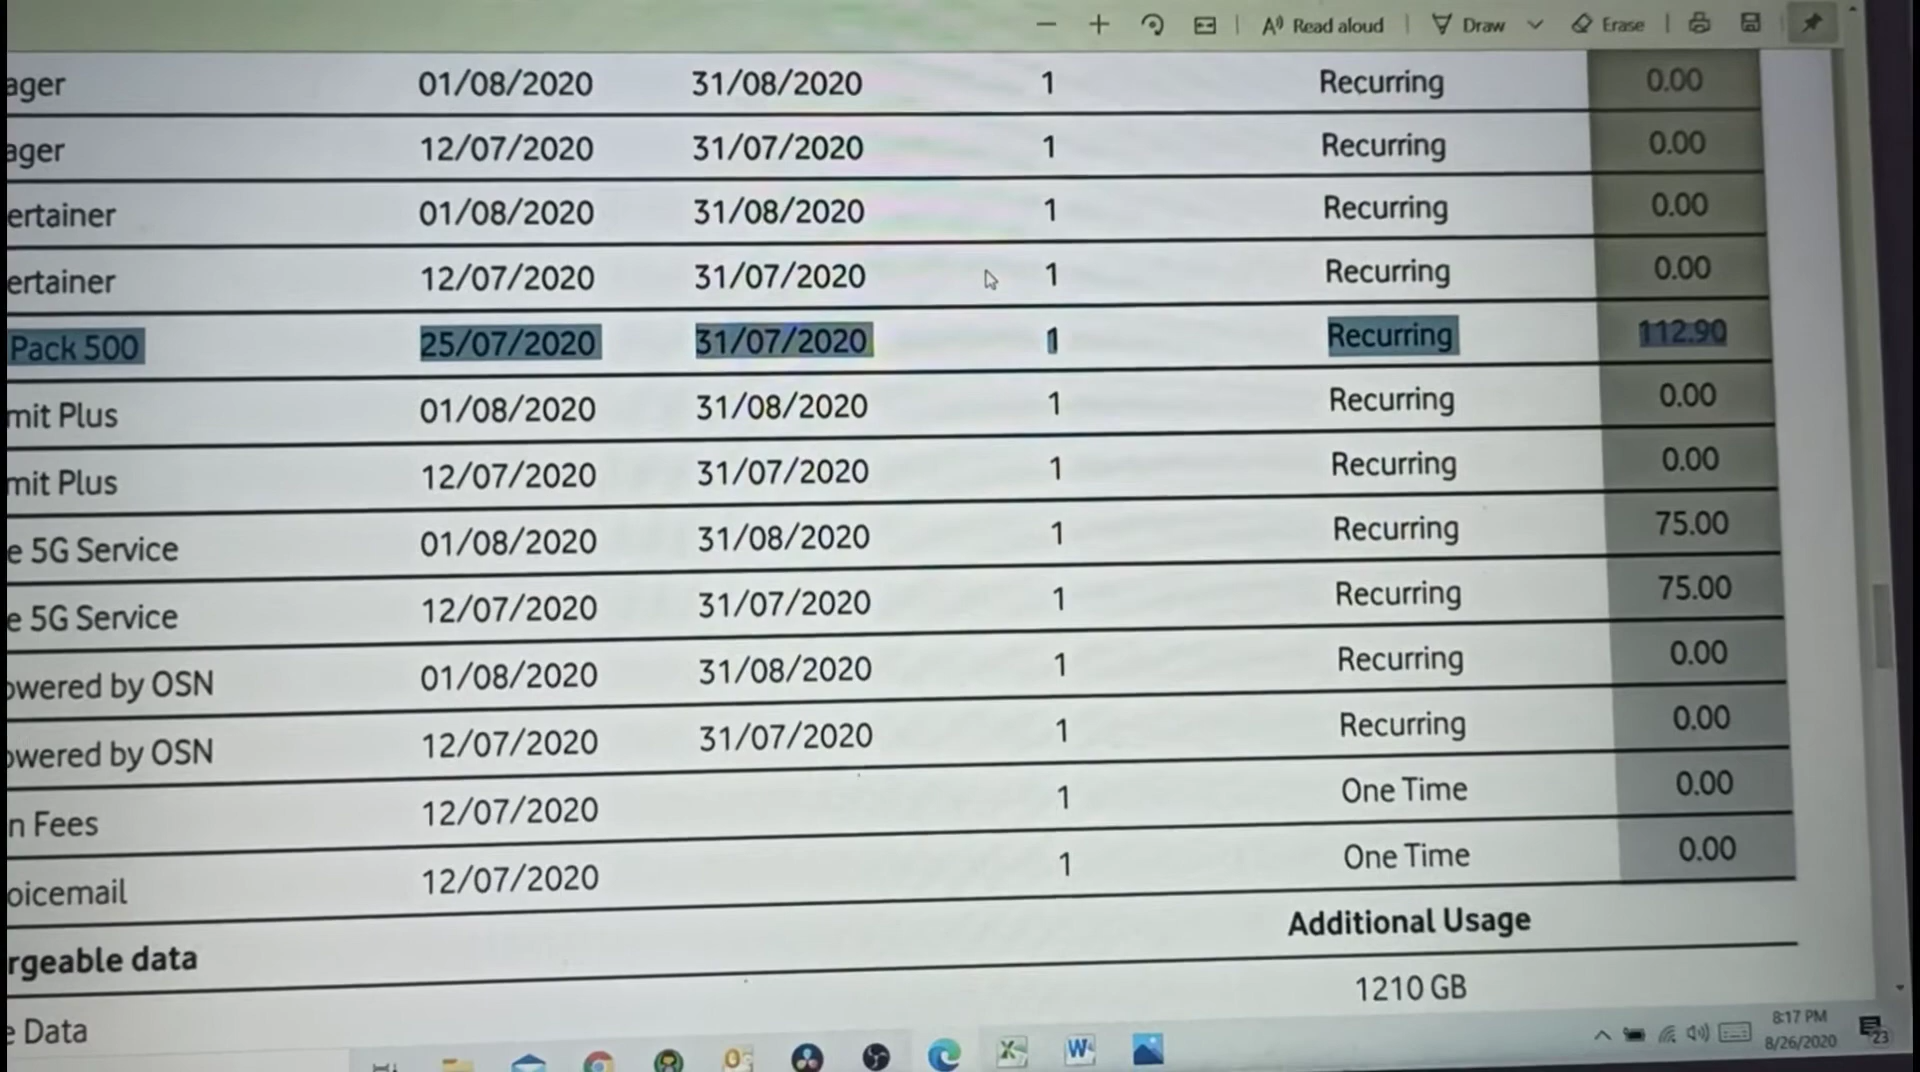 Read aloud Draw Erase
ager 01/08/2020 31/08/2020 1 Recurring 0.00
ager 12/07/2020 31/07/2020 1 Recurring 0.00
ertainer 01/08/2020 31/08/2020 1 Recurring 0.00
ertainer 12/07/2020 31/07/2020 1 Recurring 0.00
Pack 500 25/07/2020 31/07/2020 1 Recurring 112.90
mit Plus 01/08/2020 31/08/2020 1 Recurring 0.00
mit Plus 12/07/2020 31/07/2020 1 Recurring 0.00
e 5G Service 01/08/2020 31/08/2020 1 Recurring 75.00
e 5G Service 12/07/2020 31/07/2020 1 Recurring 75.00
owered by OSN 01/08/2020 31/08/2020 1 Recurring 0.00
owered by OSN 12/07/2020 31/07/2020 1 Recurring 0.00
n Fees 12/07/2020 1 One Time 0.00
oicemail 12/07/2020 1 One Time 0.00
rgeable data Additional Usage
e Data 1210 GB
8:17 PM
8/26/2020
23